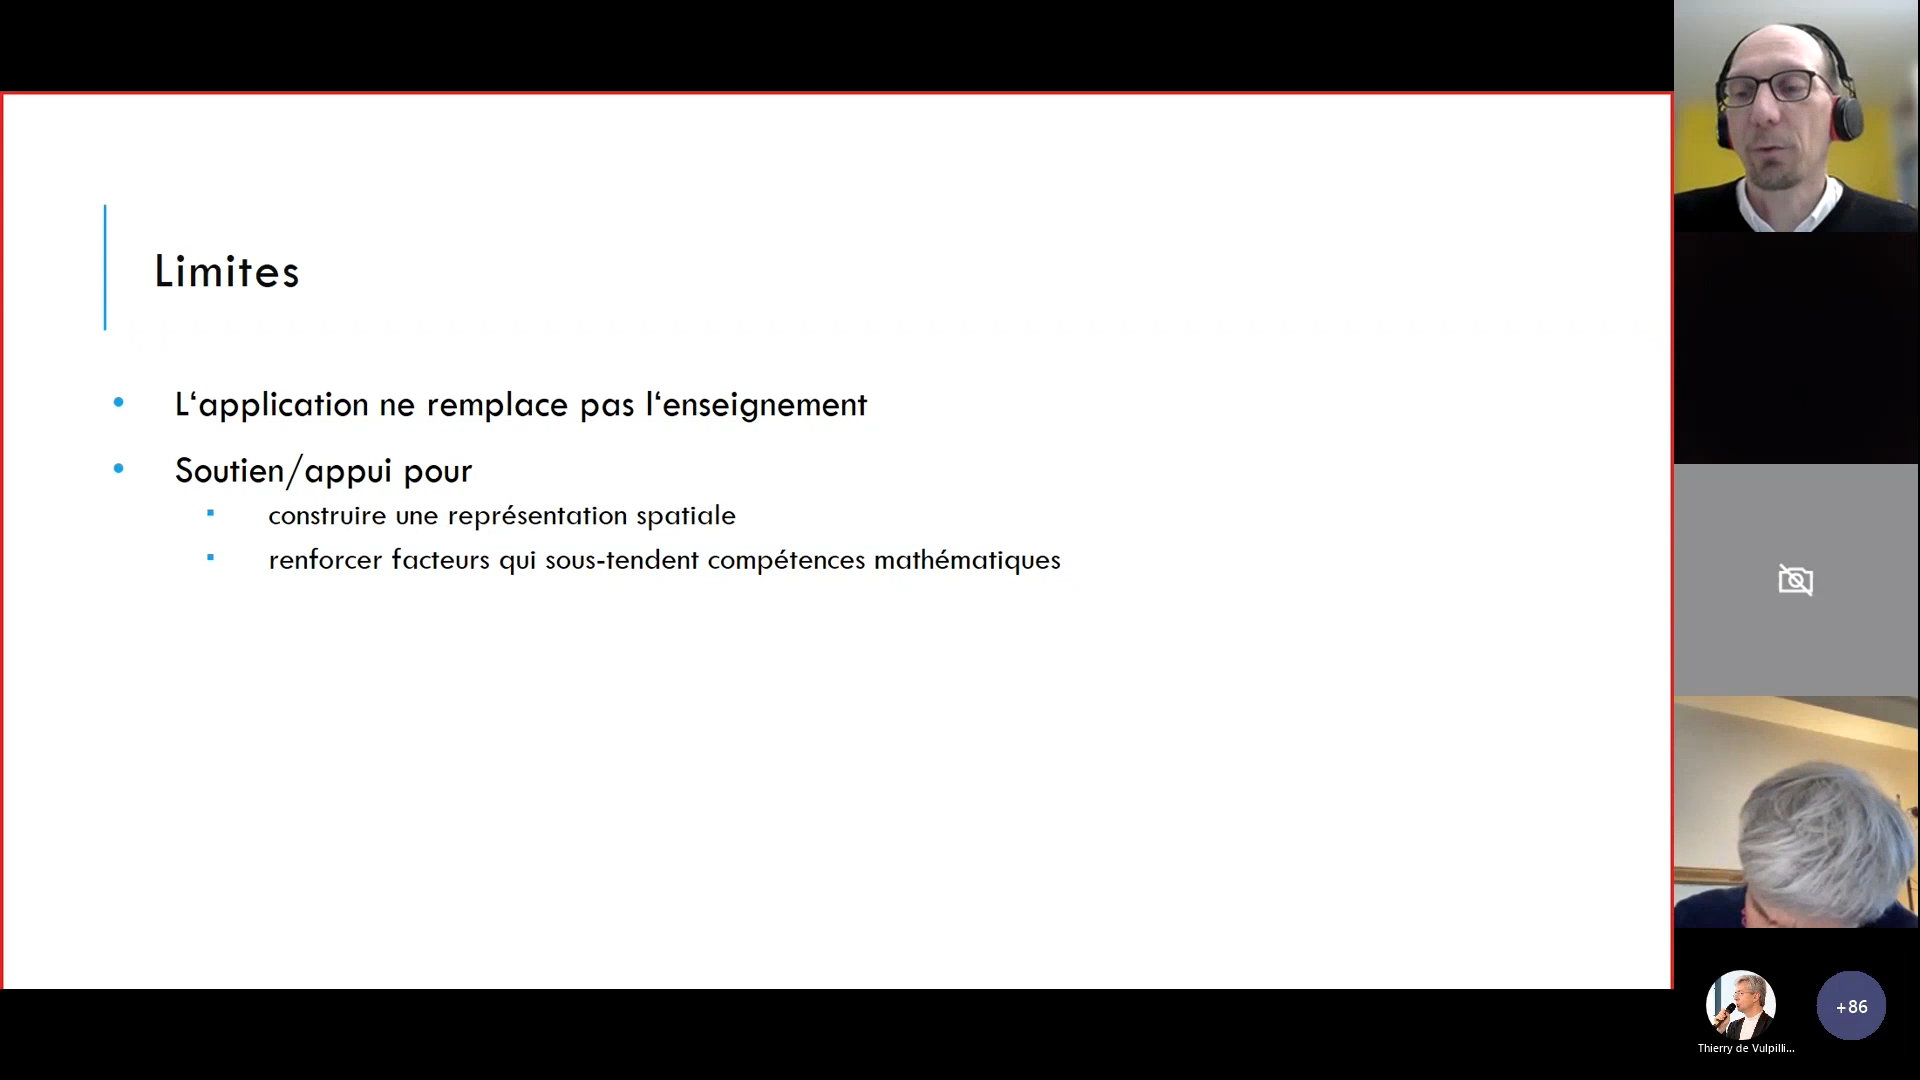 Limites
L‘application ne remplace pas l‘enseignement
Soutien/appui pour
construire une représentation spatiale
renforcer facteurs qui sous-tendent compétences mathématiques
+86
Thierry de Vulpilli...